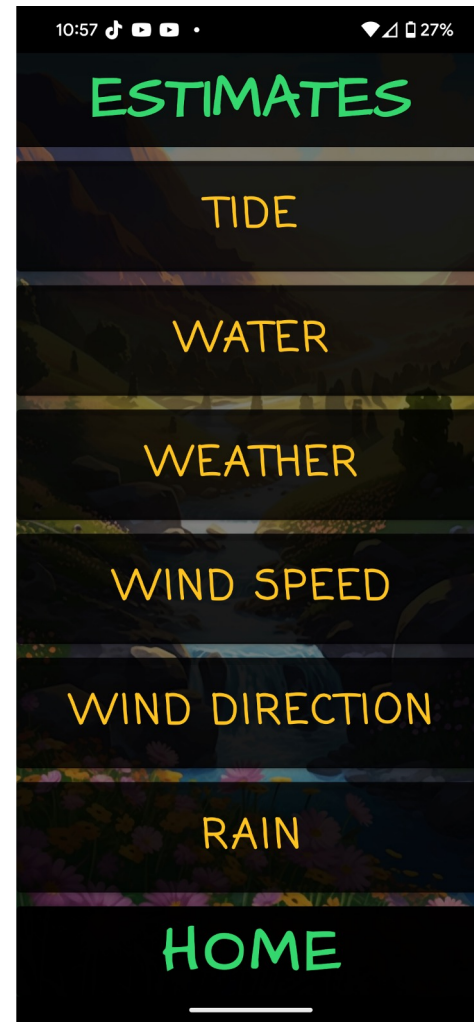 10:57 27%
ESTIMATES
TIDE
WATER
WEATHER
WIND SPEED
WIND DIRECTION
RAIN
HOME